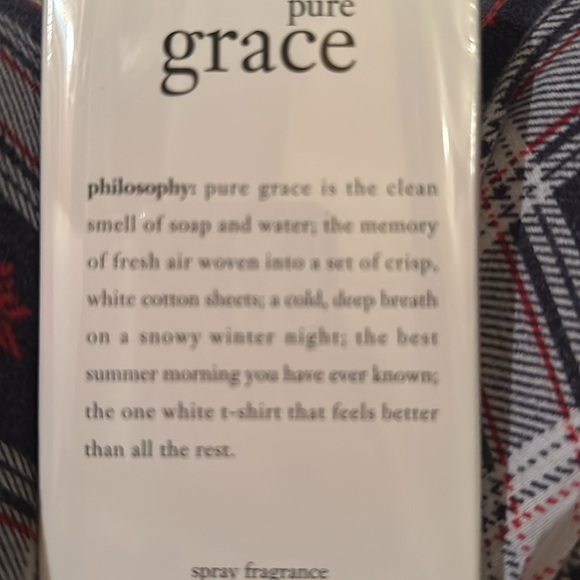 pure
grace
philosophy: pure grace is the clean
smell of soap and water; the memory
of fresh air woven into a set of crisp,
white cotton sheets; a cold, deep breath
on a snowy winter night; the best
summer morning you have ever known;
the one white t-shirt that feels better
than all the rest.
spray fragrance